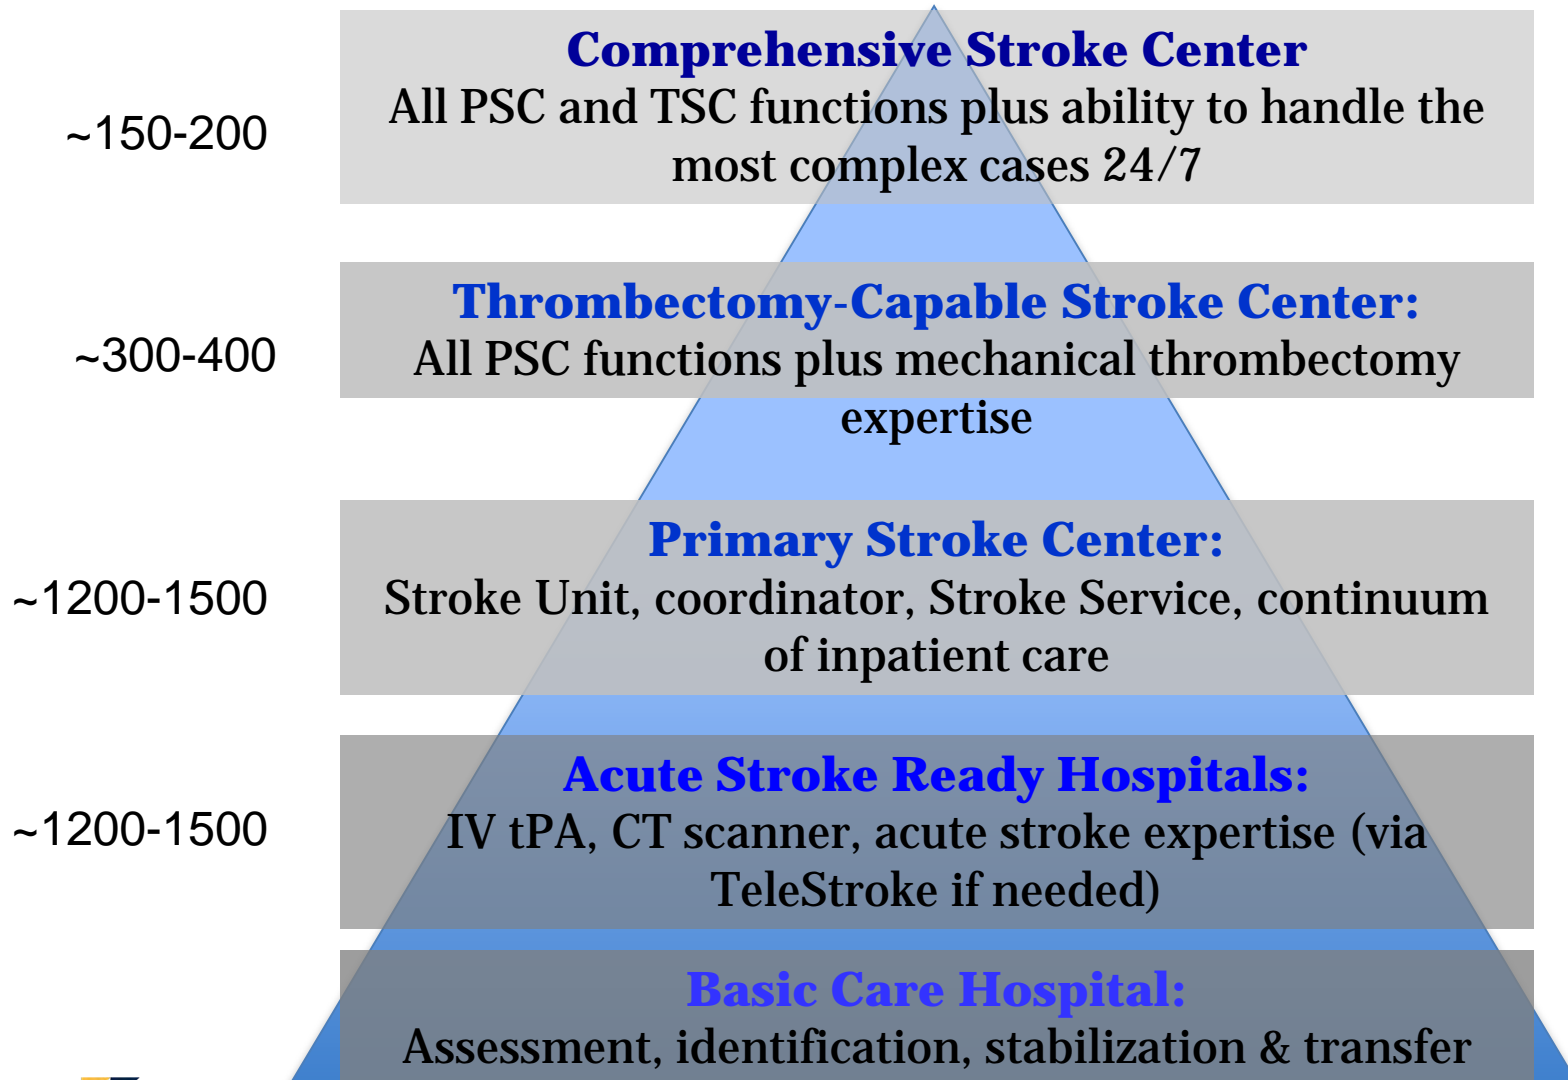 Comprehensive Stroke Center
~150-200
All PSC and TSC functions plus ability to handle the
most complex cases 24/7
Thrombectomy-Capable Stroke Center:
~300-400
All PSC functions plus mechanical thrombectomy
expertise
Primary Stroke Center:
~1200-1500
Stroke Unit, coordinator, Stroke Service, continuum
of inpatient care
Acute Stroke Ready Hospitals:
~1200-1500
IV tPA, CT scanner, acute stroke expertise (via
TeleStroke if needed)
Basic Care Hospital:
Assessment, identification, stabilization & transfer